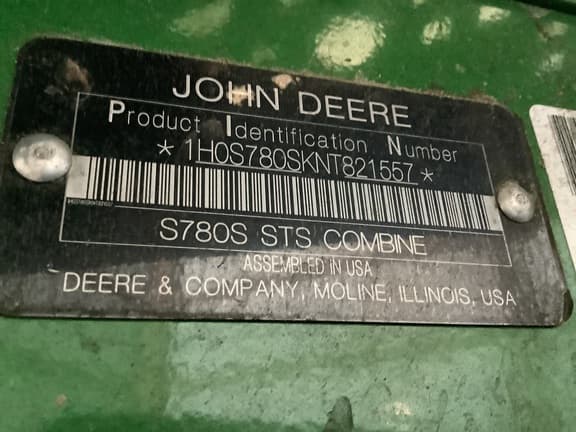 JOHN DEERE
Product Identification Number
*1H0S780SKNT821557*
S780S STS COMBINE
ASSEMBLED IN USA
DEERE & COMPANY, MOLINE, ILLINOIS, USA